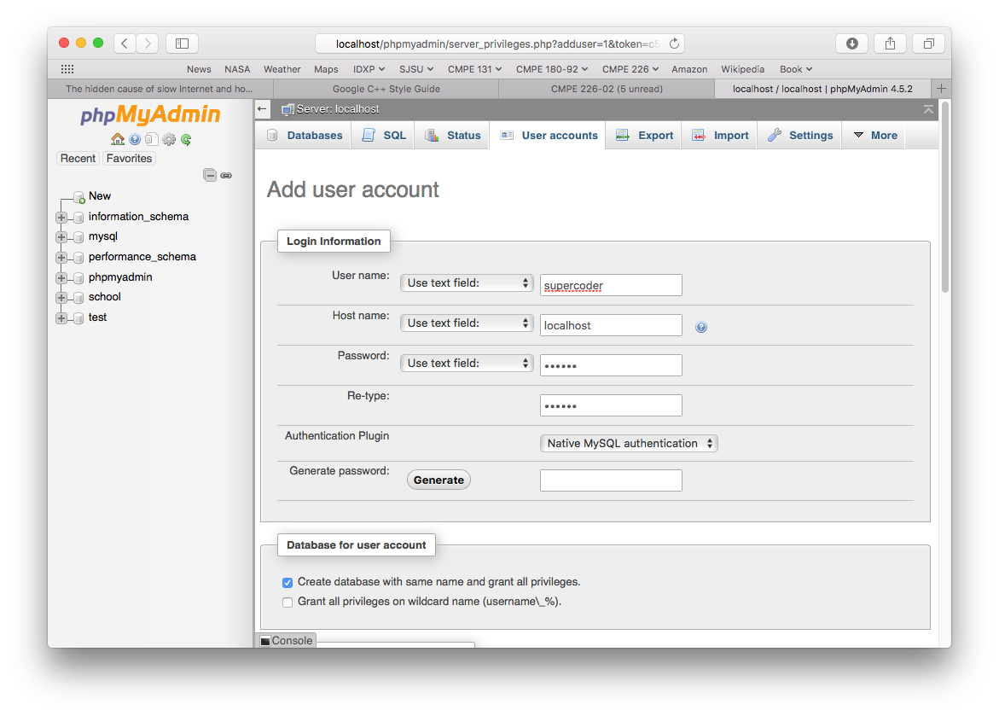 localhost/phpmyadmin/server_privileges.php?adduser=1&token=c5
News NASA Weather Maps IDXP SJSU CMPE 131 CMPE 180-92 CMPE 226 Amazon Wikipedia Book
The hidden cause of slow Internet and ho... Google C++ Style Guide CMPE 226-02 (5 unread) localhost / localhost | phpMyAdmin 4.5.2
phpMyAdmin
Recent Favorites
New
information_schema
mysql
performance_schema
phpmyadmin
school
test
Server: localhost
Databases SQL Status User accounts Export Import Settings More
Add user account
Login Information
User name: Use text field: supercoder
Host name: Use text field: localhost
Password: Use text field: ••••••
Re-type: ••••••
Authentication Plugin Native MySQL authentication
Generate password: Generate
Database for user account
Create database with same name and grant all privileges.
Grant all privileges on wildcard name (username\_%).
Console